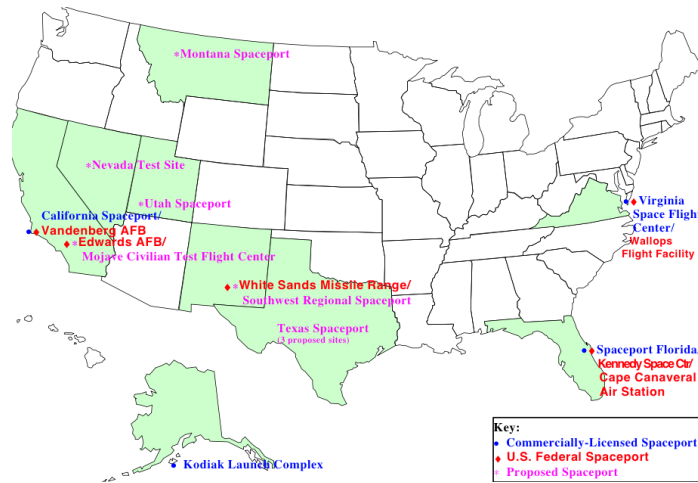 *Montana Spaceport
*Nevada Test Site
*Utah Spaceport
California Spaceport/
Vandenberg AFB
*Edwards AFB/
Mojave Civilian Test Flight Center
*White Sands Missile Range/
Southwest Regional Spaceport
Texas Spaceport
(3 proposed sites)
Virginia
Space Flight
Center/
Wallops
Flight Facility
Spaceport Florida/
Kennedy Space Ctr/
Cape Canaveral
Air Station
Kodiak Launch Complex
Key:
Commercially-Licensed Spaceport
U.S. Federal Spaceport
* Proposed Spaceport